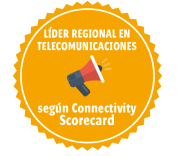 LÍDER REGIONAL EN
TELECOMUNICACIONES
según Connectivity
Scorecard